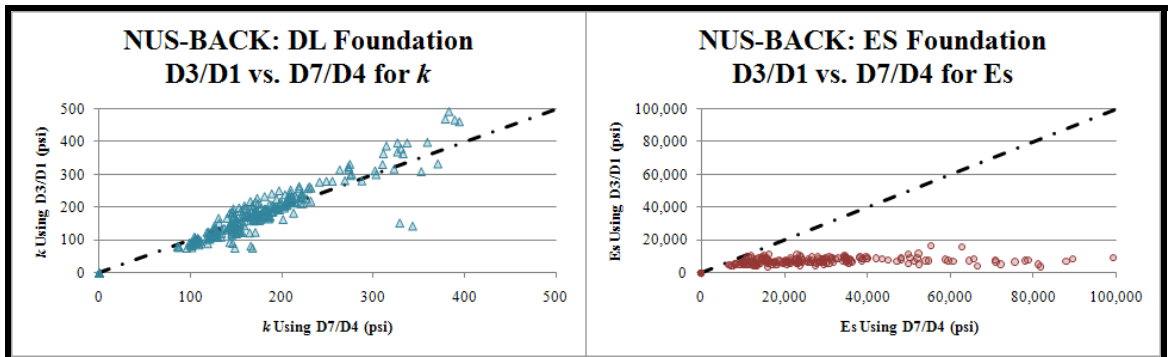 NUS-BACK: DL Foundation
D3/D1 vs. D7/D4 for k
k Using D3/D1 (psi)
500
400
300
200
100
0
0 100 200 300 400 500
k Using D7/D4 (psi)
NUS-BACK: ES Foundation
D3/D1 vs. D7/D4 for Es
Es Using D3/D1 (psi)
100,000
80,000
60,000
40,000
20,000
0
0 20,000 40,000 60,000 80,000 100,000
Es Using D7/D4 (psi)